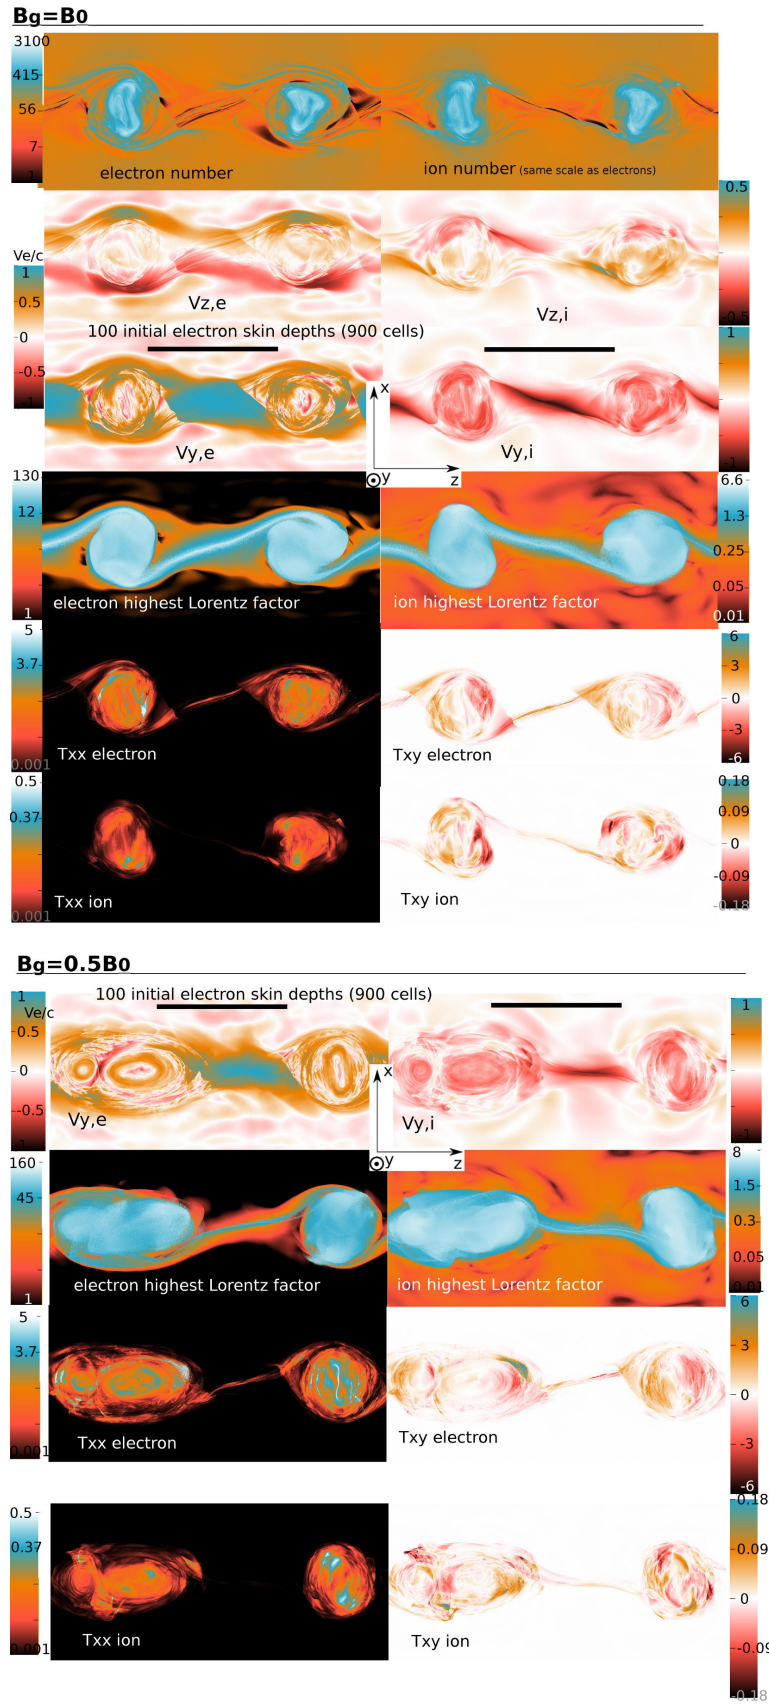 Bg=B0
3100
415
56
7
1
electron number
ion number (same scale as electrons)
0.5
-0.5
Ve/c
1
0.5
0
-0.5
-1
Vz,e
Vz,i
100 initial electron skin depths (900 cells)
1
-1
Vy,e
Vy,i
x
y
z
130
12
1
electron highest Lorentz factor
ion highest Lorentz factor
6.6
1.3
0.25
0.05
0.01
5
3.7
0.001
Txx electron
Txy electron
6
3
0
-3
-6
0.5
0.37
0.001
Txx ion
Txy ion
0.18
0.09
0
-0.09
-0.18
Bg=0.5B0
100 initial electron skin depths (900 cells)
1
Ve/c
0.5
0
-0.5
-1
Vy,e
Vy,i
1
-1
x
y
z
160
45
1
electron highest Lorentz factor
ion highest Lorentz factor
8
1.5
0.3
0.05
0.01
5
3.7
0.001
Txx electron
Txy electron
6
3
0
-3
-6
0.5
0.37
0.001
Txx ion
Txy ion
0.18
0.09
0
-0.09
-0.18